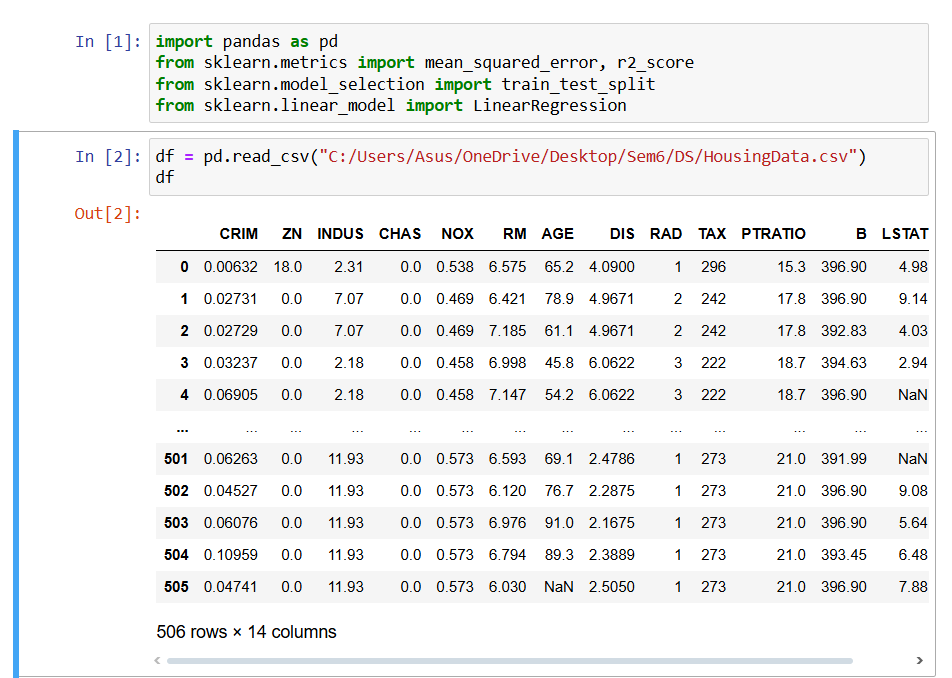 In [1]: import pandas as pd
from sklearn.metrics import mean_squared_error, r2_score
from sklearn.model_selection import train_test_split
from sklearn.linear_model import LinearRegression
In [2]: df = pd.read_csv("C:/Users/Asus/OneDrive/Desktop/Sem6/DS/HousingData.csv")
df
Out[2]:
CRIM ZN INDUS CHAS NOX RM AGE DIS RAD TAX PTRATIO B LSTAT
0 0.00632 18.0 2.31 0.0 0.538 6.575 65.2 4.0900 1 296 15.3 396.90 4.98
1 0.02731 0.0 7.07 0.0 0.469 6.421 78.9 4.9671 2 242 17.8 396.90 9.14
2 0.02729 0.0 7.07 0.0 0.469 7.185 61.1 4.9671 2 242 17.8 392.83 4.03
3 0.03237 0.0 2.18 0.0 0.458 6.998 45.8 6.0622 3 222 18.7 394.63 2.94
4 0.06905 0.0 2.18 0.0 0.458 7.147 54.2 6.0622 3 222 18.7 396.90 NaN
... ... ... ... ... ... ... ... ... ... ... ... ... ...
501 0.06263 0.0 11.93 0.0 0.573 6.593 69.1 2.4786 1 273 21.0 391.99 NaN
502 0.04527 0.0 11.93 0.0 0.573 6.120 76.7 2.2875 1 273 21.0 396.90 9.08
503 0.06076 0.0 11.93 0.0 0.573 6.976 91.0 2.1675 1 273 21.0 396.90 5.64
504 0.10959 0.0 11.93 0.0 0.573 6.794 89.3 2.3889 1 273 21.0 393.45 6.48
505 0.04741 0.0 11.93 0.0 0.573 6.030 NaN 2.5050 1 273 21.0 396.90 7.88
506 rows × 14 columns